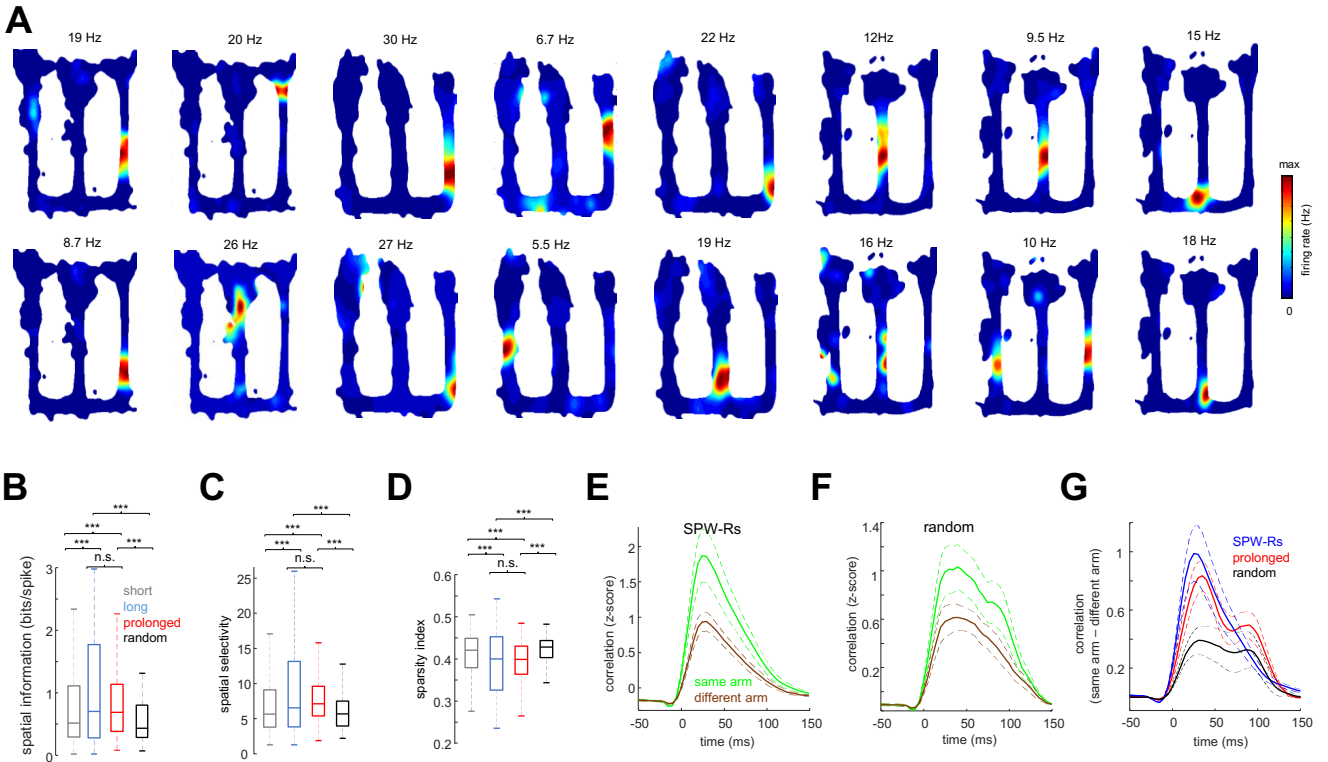 A
19 Hz
20 Hz
30 Hz
6.7 Hz
22 Hz
12Hz
9.5 Hz
15 Hz
max
firing rate (Hz)
0
8.7 Hz
26 Hz
27 Hz
5.5 Hz
19 Hz
16 Hz
10 Hz
18 Hz
B
***
***
***
***
n.s.
spatial information (bits/spike)
3
2
1
0
short
long
prolonged
random
C
***
***
***
***
n.s.
spatial selectivity
25
20
15
10
5
0
D
***
***
***
***
n.s.
sparsity index
0.6
0.5
0.4
0.3
0.2
E
SPW-Rs
correlation (z-score)
2
1.5
1
0.5
0
same arm
different arm
-50 0 50 100 150
time (ms)
F
random
correlation (z-score)
1.4
1
0.6
0.2
-50 0 50 100 150
time (ms)
G
SPW-Rs
prolonged
random
correlation
(same arm – different arm)
1
0.6
0.2
-50 0 50 100 150
time (ms)